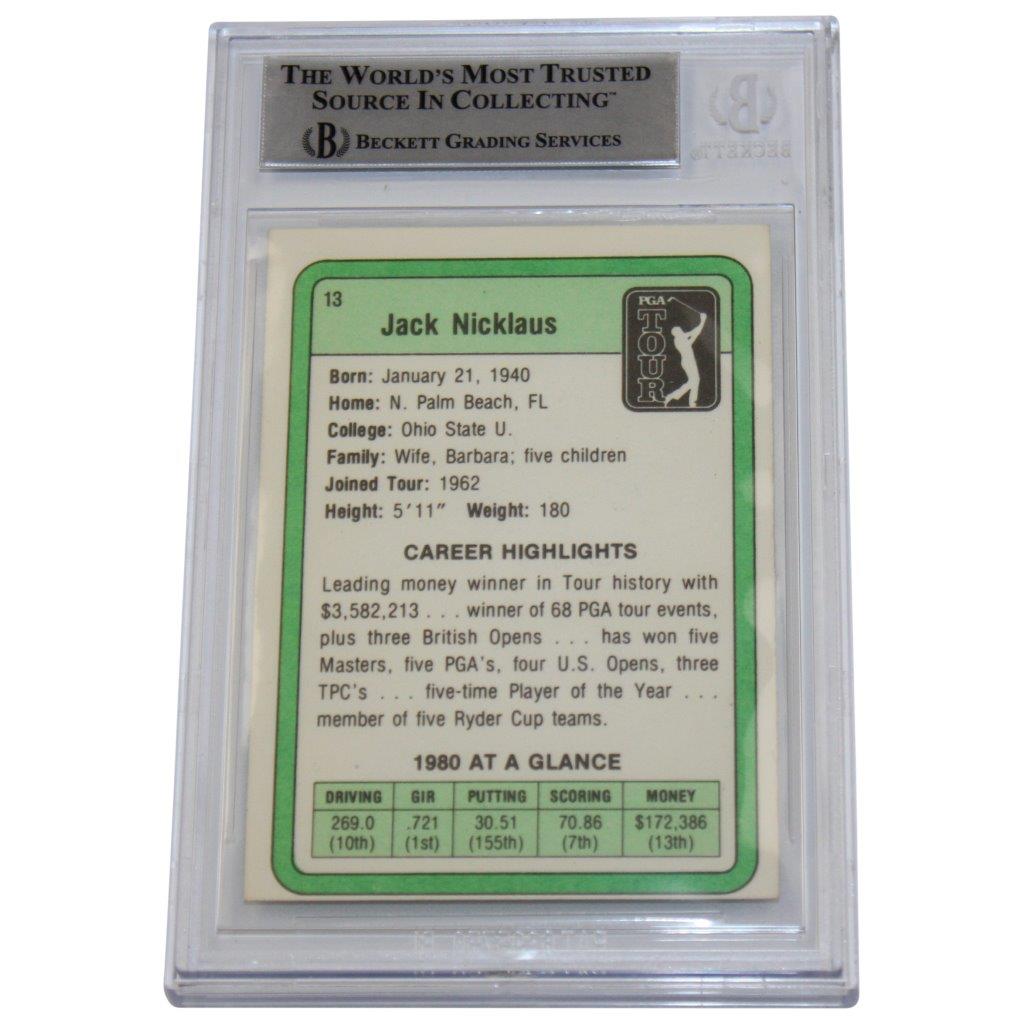 THE WORLD'S MOST TRUSTED
SOURCE IN COLLECTING™
B BECKETT GRADING SERVICES
B
BECKETT
13
Jack Nicklaus
PGA
TOUR
Born: January 21, 1940
Home: N. Palm Beach, FL
College: Ohio State U.
Family: Wife, Barbara; five children
Joined Tour: 1962
Height: 5'11" Weight: 180
CAREER HIGHLIGHTS
Leading money winner in Tour history with
$3,582,213 . . . winner of 68 PGA tour events,
plus three British Opens . . . has won five
Masters, five PGA's, four U.S. Opens, three
TPC's . . . five-time Player of the Year . . .
member of five Ryder Cup teams.
1980 AT A GLANCE
DRIVING GIR PUTTING SCORING MONEY
269.0 .721 30.51 70.86 $172,386
(10th) (1st) (155th) (7th) (13th)